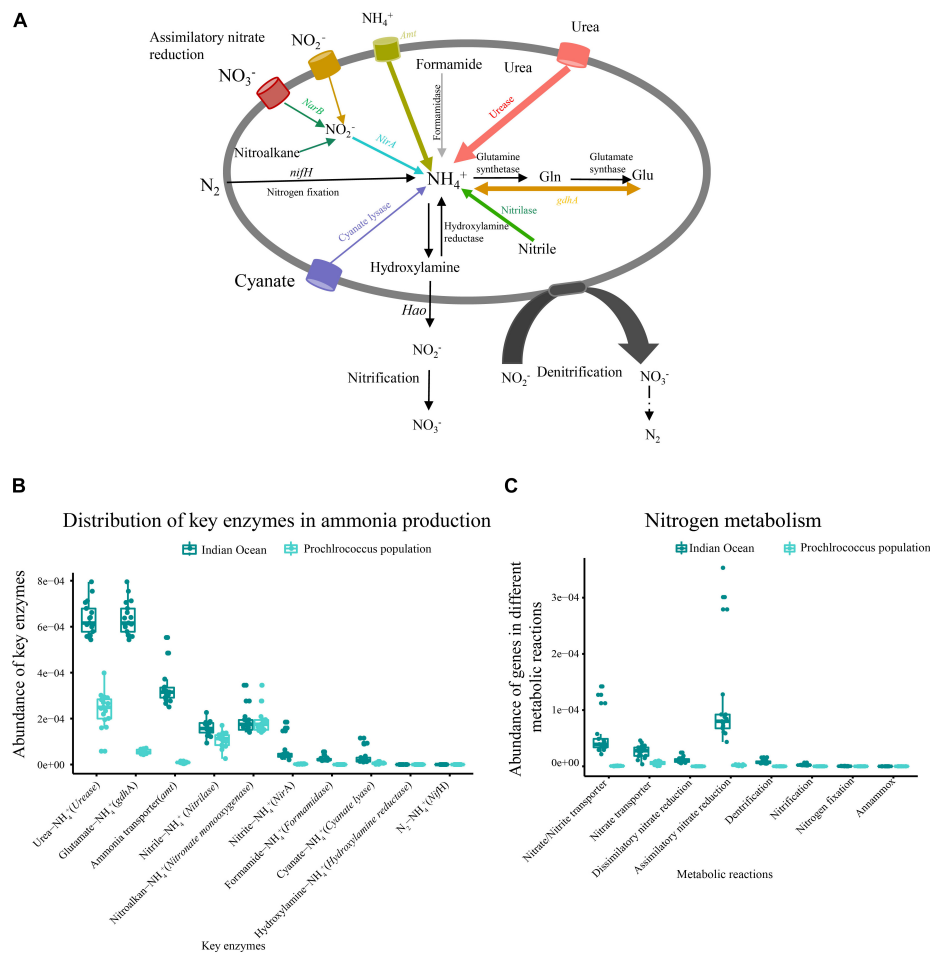 A
NH₄⁺
Amt
Urea
Assimilatory nitrate
reduction
NO₂⁻
Formamide
Urea
NO₃⁻
NarB
Formamidase
Urease
NO₂⁻
NirA
Nitroalkane
Glutamine
synthetase
Glutamate
synthase
N₂
nifH
Nitrogen fixation
NH₄⁺
Gln
Glu
gdhA
Cyanate lysase
Nitrilase
Hydroxylamine
reductase
Nitrile
Hydroxylamine
Cyanate
Hao
NO₂⁻
Nitrification
NO₂⁻
Denitrification
NO₃⁻
NO₃⁻
N₂
B
Distribution of key enzymes in ammonia production
Indian Ocean
Prochlrococcus population
Abundance of key enzymes
8e−04
6e−04
4e−04
2e−04
0e+00
Urea−NH₄⁺(Urease)
Glutamate−NH₄⁺(gdhA)
Ammonia transporter(amt)
Nitrile−NH₄⁺(Nitrilase)
Nitroalkan−NH₄⁺(Nitronate monooxygenase)
Nitrite−NH₄⁺(NirA)
Formamide−NH₄⁺(Formamidase)
Cyanate−NH₄⁺(Cyanate lyase)
Hydroxylamine−NH₄⁺(Hydroxylamine reductase)
N₂−NH₄⁺(NifH)
Key enzymes
C
Nitrogen metabolism
Indian Ocean
Prochlrococcus population
Abundance of genes in different
metabolic reactions
3e−04
2e−04
1e−04
0e+00
Nitrate/Nitrite transporter
Nitrate transporter
Dissimilatory nitrate reduction
Assimilatory nitrate reduction
Dentrification
Nitrification
Nitrogen fixation
Annammox
Metabolic reactions